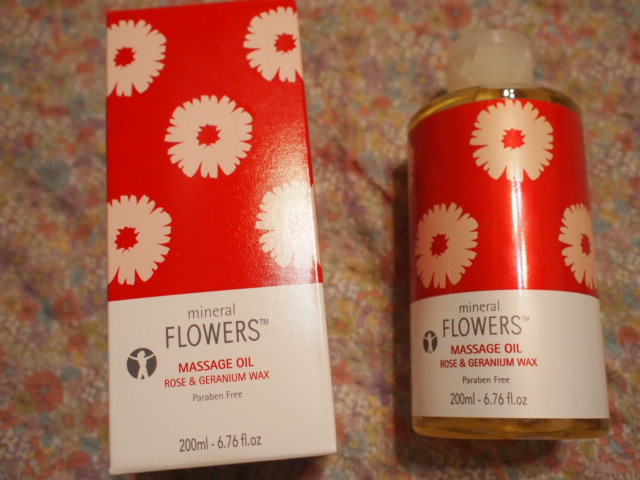 mineral
FLOWERS™
MASSAGE OIL
ROSE & GERANIUM WAX
Paraben Free
200ml - 6.76 fl.oz
mineral
FLOWERS™
MASSAGE OIL
ROSE & GERANIUM WAX
Paraben Free
200ml - 6.76 fl.oz